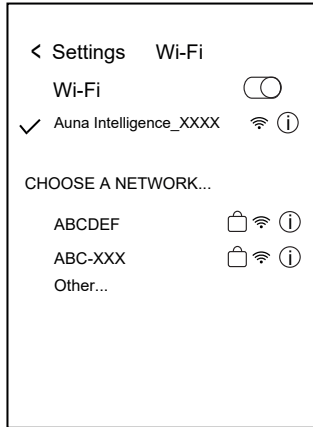 < Settings Wi-Fi
Wi-Fi
Auna Intelligence_XXXX
CHOOSE A NETWORK...
ABCDEF
ABC-XXX
Other...